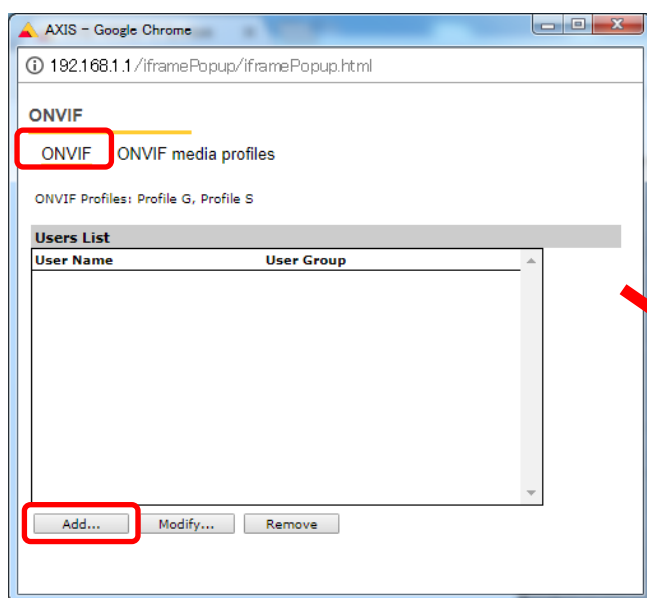 AXIS - Google Chrome
192.168.1.1/iframePopup/iframePopup.html
ONVIF
ONVIF ONVIF media profiles
ONVIF Profiles: Profile G, Profile S
Users List
User Name User Group
Add... Modify... Remove